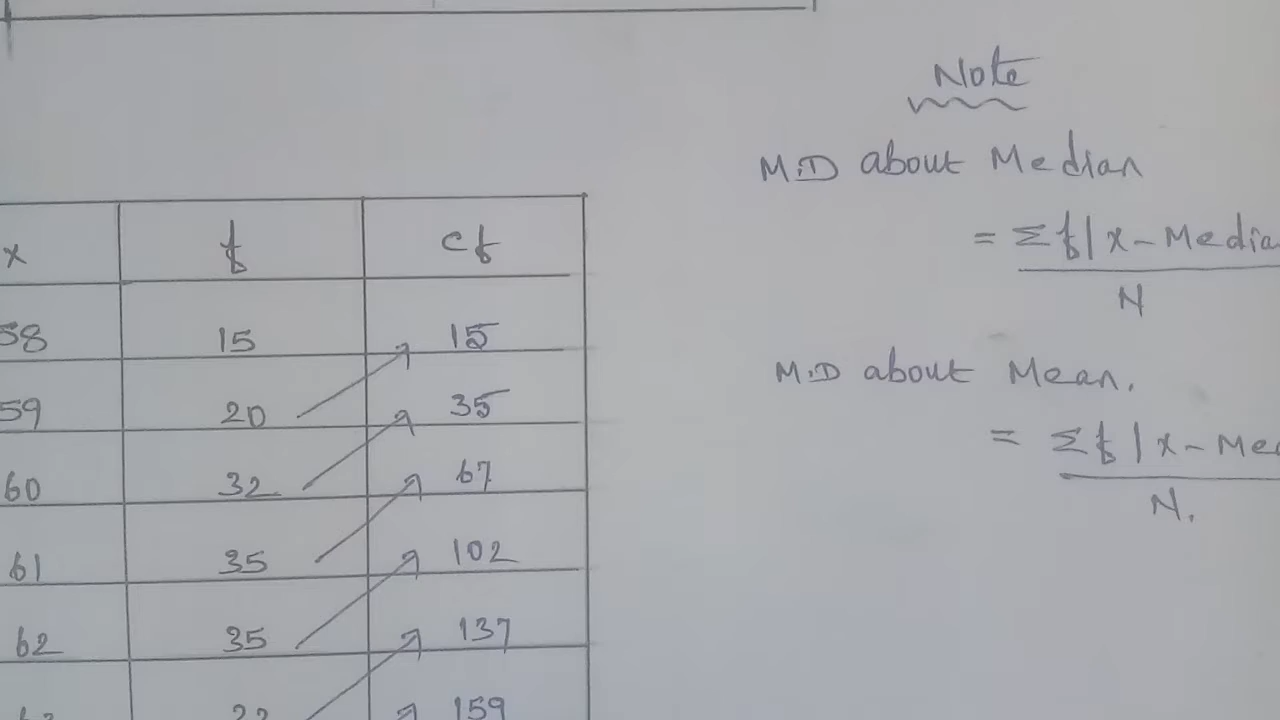 Note
M.D about Median
= Σf|x - Media
N
M.D about Mean.
= Σf|x - Me
N.
x f cf
58 15 15
59 20 35
60 32 67
61 35 102
62 35 137
22 159